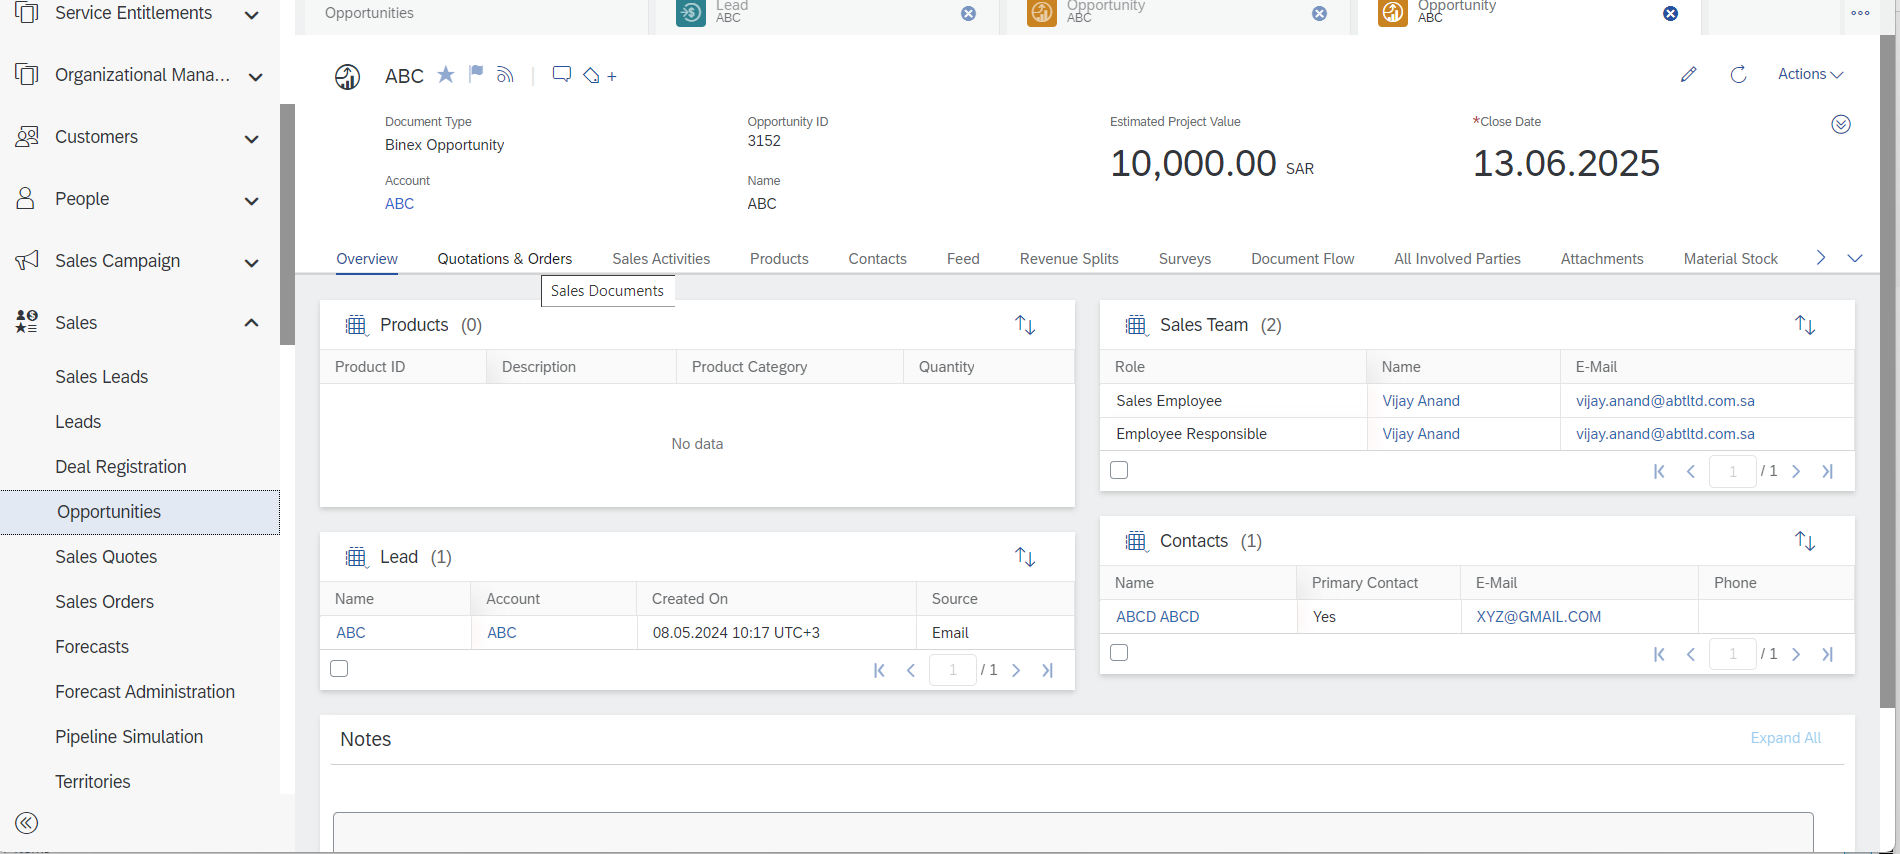 Service Entitlements
Organizational Mana...
Customers
People
Sales Campaign
Sales
Sales Leads
Leads
Deal Registration
Opportunities
Sales Quotes
Sales Orders
Forecasts
Forecast Administration
Pipeline Simulation
Territories
Opportunities
Lead
ABC
Opportunity
ABC
Opportunity
ABC
ABC
Actions
Document Type
Binex Opportunity
Opportunity ID
3152
Estimated Project Value
10,000.00 SAR
*Close Date
13.06.2025
Account
ABC
Name
ABC
Overview Quotations & Orders Sales Activities Products Contacts Feed Revenue Splits Surveys Document Flow All Involved Parties Attachments Material Stock
Sales Documents
Products (0)
Product ID Description Product Category Quantity
No data
Lead (1)
Name Account Created On Source
ABC ABC 08.05.2024 10:17 UTC+3 Email
1 / 1
Sales Team (2)
Role Name E-Mail
Sales Employee Vijay Anand vijay.anand@abtltd.com.sa
Employee Responsible Vijay Anand vijay.anand@abtltd.com.sa
1 / 1
Contacts (1)
Name Primary Contact E-Mail Phone
ABCD ABCD Yes XYZ@GMAIL.COM
1 / 1
Notes
Expand All